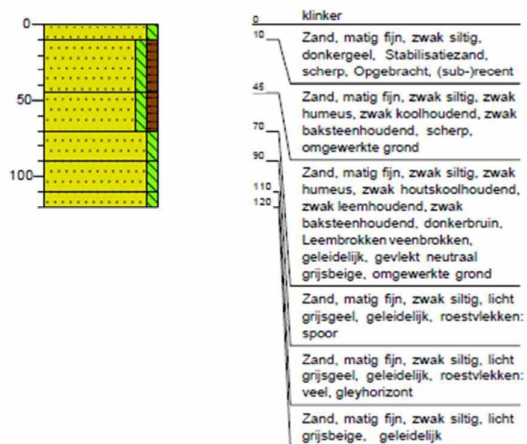 0
50
100
0
10
45
70
90
110
120
klinker
Zand, matig fijn, zwak siltig,
donkergeel, Stabilisatiezand,
scherp, Opgebracht, (sub-)recent
Zand, matig fijn, zwak siltig, zwak
humeus, zwak koolhoudend, zwak
baksteenhoudend, scherp,
omgewerkte grond
Zand, matig fijn, zwak siltig, zwak
humeus, zwak houtskoolhoudend,
zwak leemhoudend, zwak
baksteenhoudend, donkerbruin,
Leembrokken veenbrokken,
geleidelijk, gevlekt neutraal
grijsbeige, omgewerkte grond
Zand, matig fijn, zwak siltig, licht
grijsgeel, geleidelijk, roestvlekken:
spoor
Zand, matig fijn, zwak siltig, licht
grijsgeel, geleidelijk, roestvlekken:
veel, gleyhorizont
Zand, matig fijn, zwak siltig, licht
grijsbeige, geleidelijk